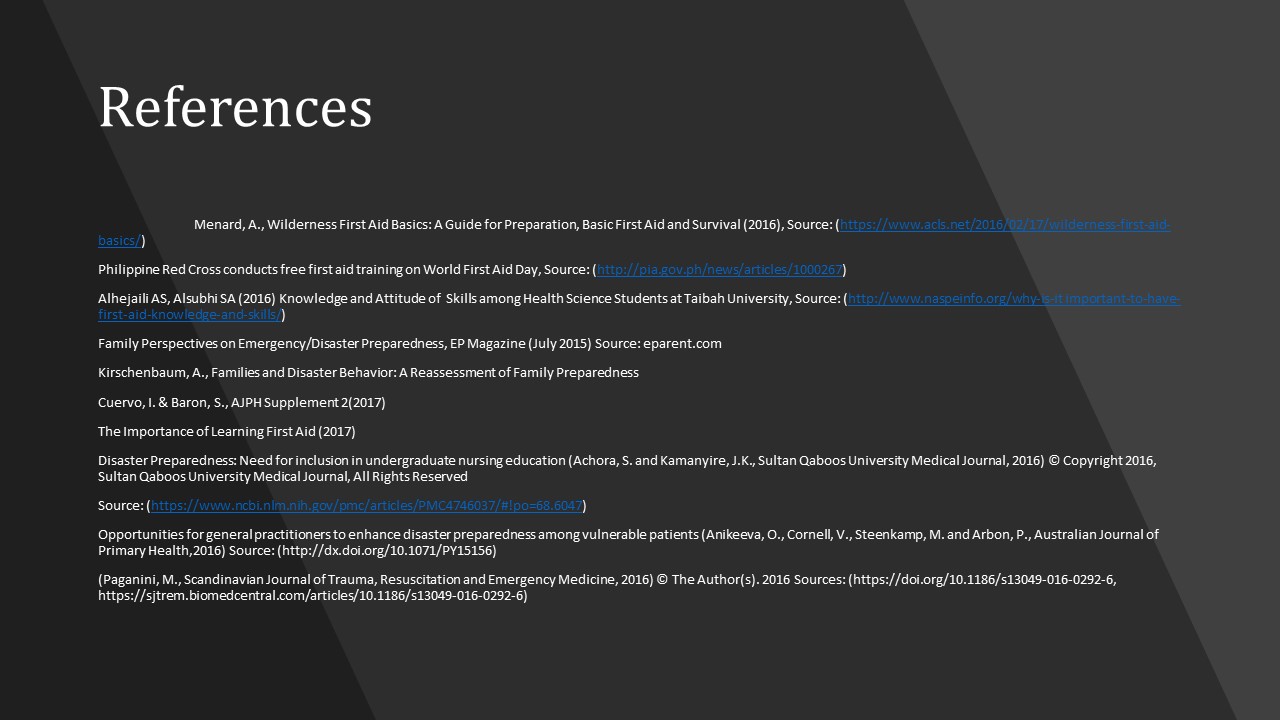 References
Menard, A., Wilderness First Aid Basics: A Guide for Preparation, Basic First Aid and Survival (2016), Source: (https://www.acls.net/2016/02/17/wilderness-first-aid-
basics/)
Philippine Red Cross conducts free first aid training on World First Aid Day, Source: (http://pia.gov.ph/news/articles/1000267)
Alhejaili AS, Alsubhi SA (2016) Knowledge and Attitude of  Skills among Health Science Students at Taibah University, Source: (http://www.naspeinfo.org/why-is-it important-to-have-
first-aid-knowledge-and-skills/)
Family Perspectives on Emergency/Disaster Preparedness, EP Magazine (July 2015) Source: eparent.com
Kirschenbaum, A., Families and Disaster Behavior: A Reassessment of Family Preparedness
Cuervo, I. & Baron, S., AJPH Supplement 2(2017)
The Importance of Learning First Aid (2017)
Disaster Preparedness: Need for inclusion in undergraduate nursing education (Achora, S. and Kamanyire, J.K., Sultan Qaboos University Medical Journal, 2016) © Copyright 2016,
Sultan Qaboos University Medical Journal, All Rights Reserved
Source: (https://www.ncbi.nlm.nih.gov/pmc/articles/PMC4746037/#!po=68.6047)
Opportunities for general practitioners to enhance disaster preparedness among vulnerable patients (Anikeeva, O., Cornell, V., Steenkamp, M. and Arbon, P., Australian Journal of
Primary Health,2016) Source: (http://dx.doi.org/10.1071/PY15156)
(Paganini, M., Scandinavian Journal of Trauma, Resuscitation and Emergency Medicine, 2016) © The Author(s). 2016 Sources: (https://doi.org/10.1186/s13049-016-0292-6,
https://sjtrem.biomedcentral.com/articles/10.1186/s13049-016-0292-6)